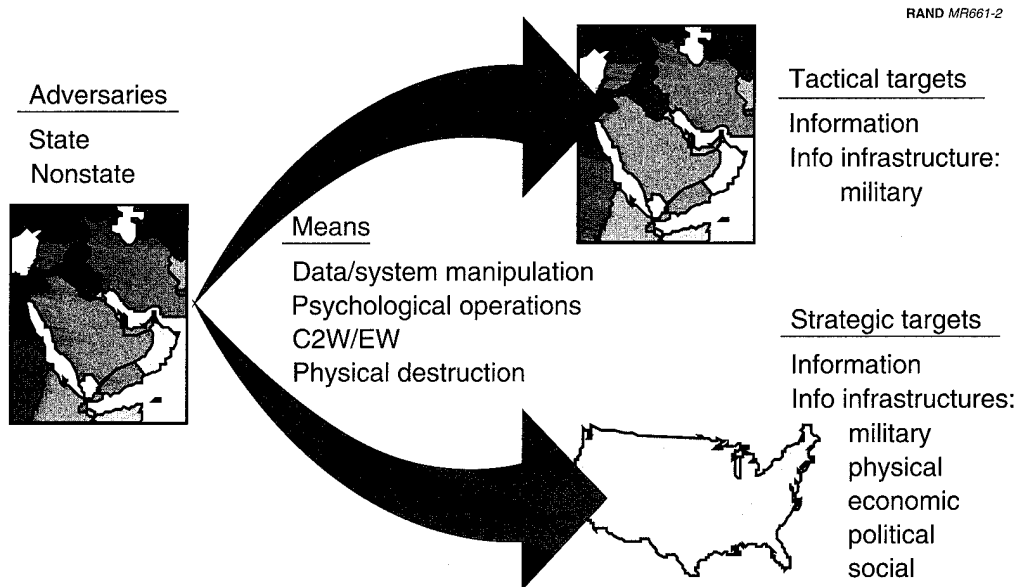 RAND MR661-2
Adversaries
State
Nonstate
Means
Data/system manipulation
Psychological operations
C2W/EW
Physical destruction
Tactical targets
Information
Info infrastructure:
military
Strategic targets
Information
Info infrastructures:
military
physical
economic
political
social